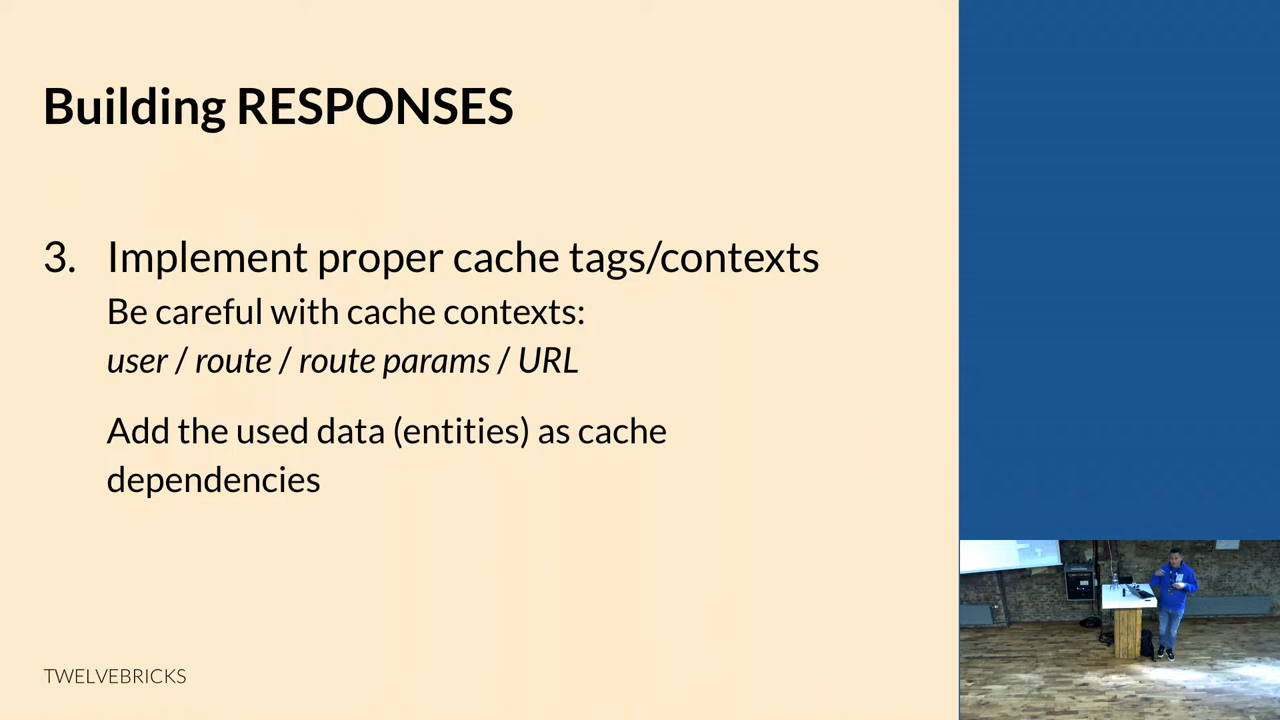 Building RESPONSES
3. Implement proper cache tags/contexts
Be careful with cache contexts:
user / route / route params / URL
Add the used data (entities) as cache
dependencies
TWELVEBRICKS